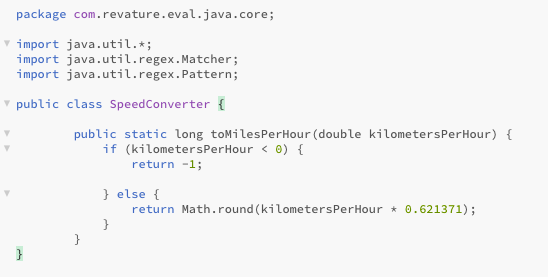 package com.revature.eval.java.core;
import java.util.*;
import java.util.regex.Matcher;
import java.util.regex.Pattern;
public class SpeedConverter {
public static long toMilesPerHour(double kilometersPerHour) {
if (kilometersPerHour < 0) {
return -1;
} else {
return Math.round(kilometersPerHour * 0.621371);
}
}
}